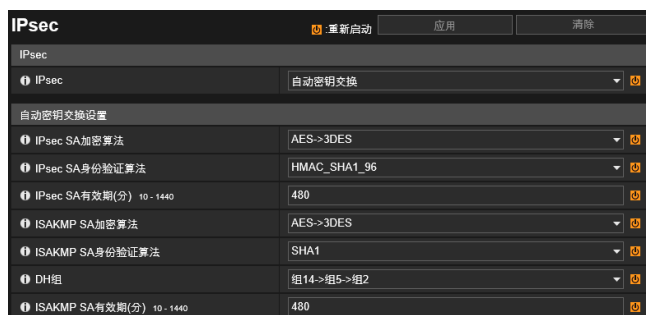 IPsec :重新启动 应用 清除
IPsec
IPsec 自动密钥交换
自动密钥交换设置
IPsec SA加密算法 AES->3DES
IPsec SA身份验证算法 HMAC_SHA1_96
IPsec SA有效期(分) 10 - 1440 480
ISAKMP SA加密算法 AES->3DES
ISAKMP SA身份验证算法 SHA1
DH组 组14->组5->组2
ISAKMP SA有效期(分) 10 - 1440 480